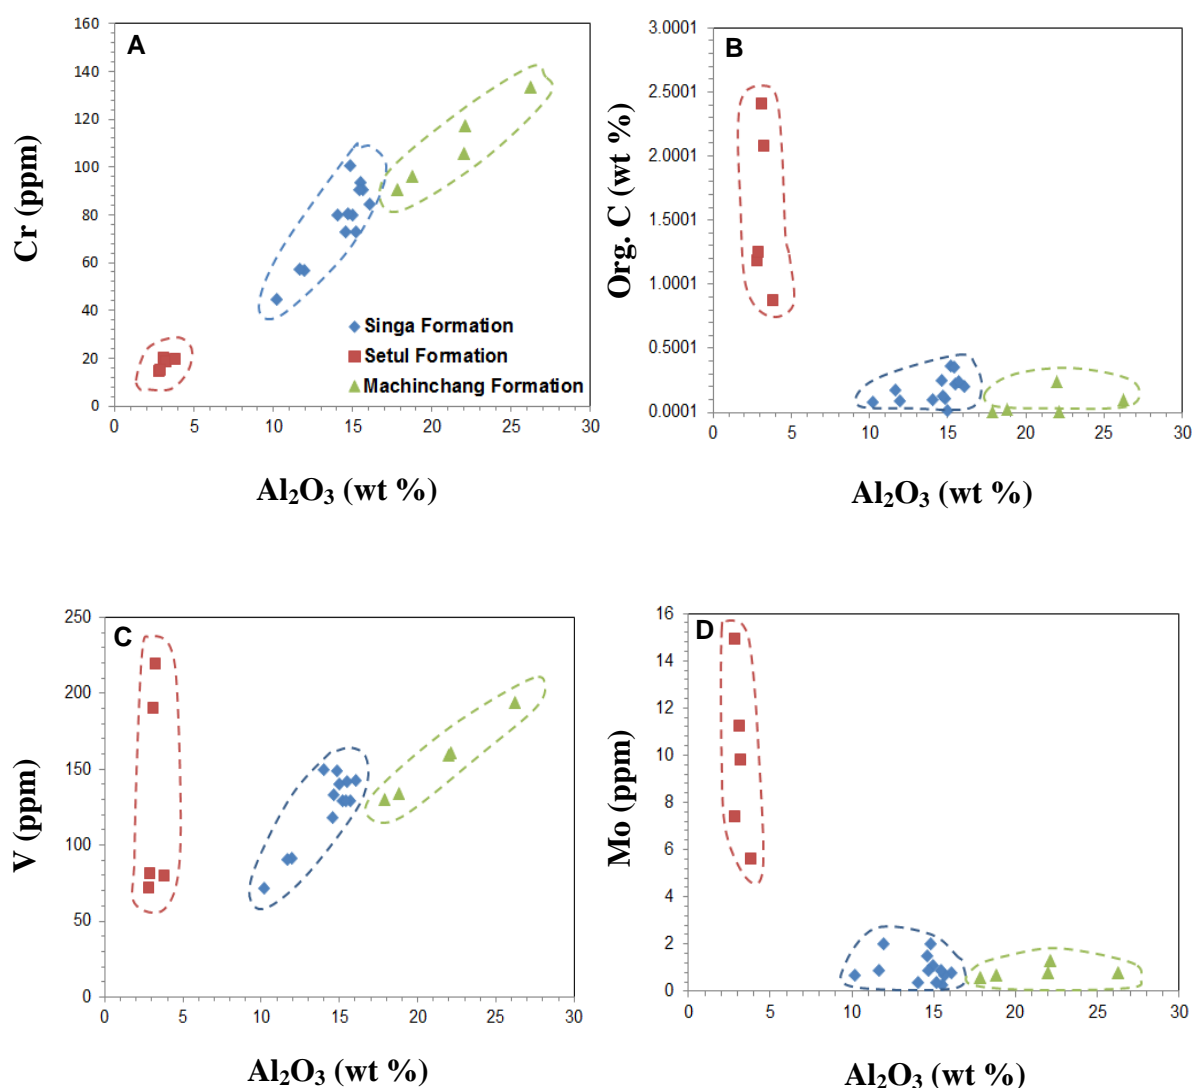 A
160
140
120
100
80
60
40
20
0
Cr (ppm)
Singa Formation
Setul Formation
Machinchang Formation
0 5 10 15 20 25 30
Al₂O₃ (wt %)
B
3.0001
2.5001
2.0001
1.5001
1.0001
0.5001
0.0001
Org. C (wt %)
0 5 10 15 20 25 30
Al₂O₃ (wt %)
C
250
200
150
100
50
0
V (ppm)
0 5 10 15 20 25 30
Al₂O₃ (wt %)
D
16
14
12
10
8
6
4
2
0
Mo (ppm)
0 5 10 15 20 25 30
Al₂O₃ (wt %)